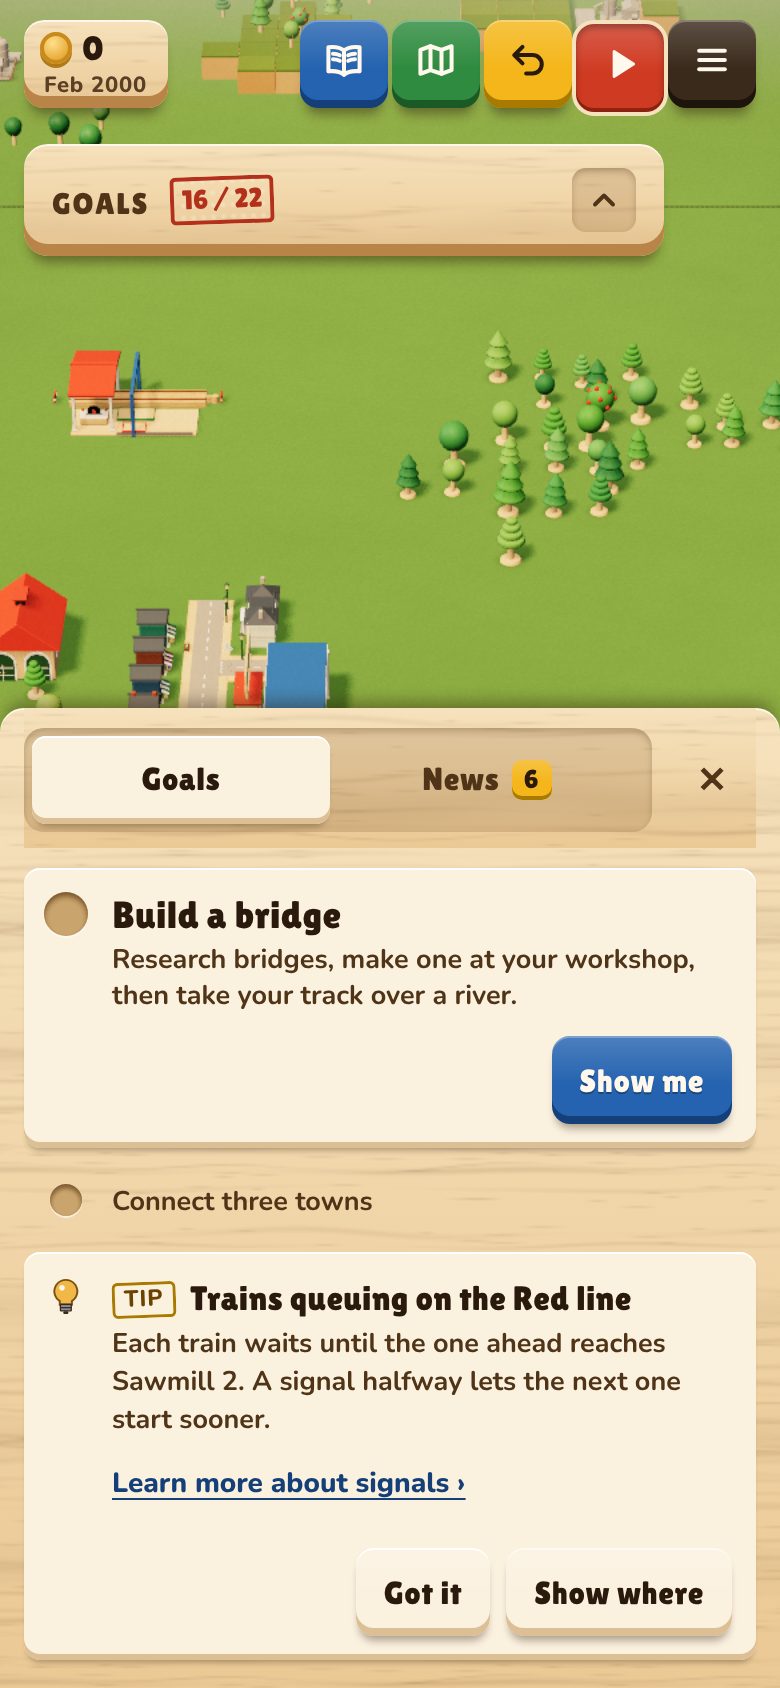 0
Feb 2000
GOALS 16 / 22
Goals
News 6
Build a bridge
Research bridges, make one at your workshop,
then take your track over a river.
Show me
Connect three towns
TIP Trains queuing on the Red line
Each train waits until the one ahead reaches
Sawmill 2. A signal halfway lets the next one
start sooner.
Learn more about signals ›
Got it
Show where